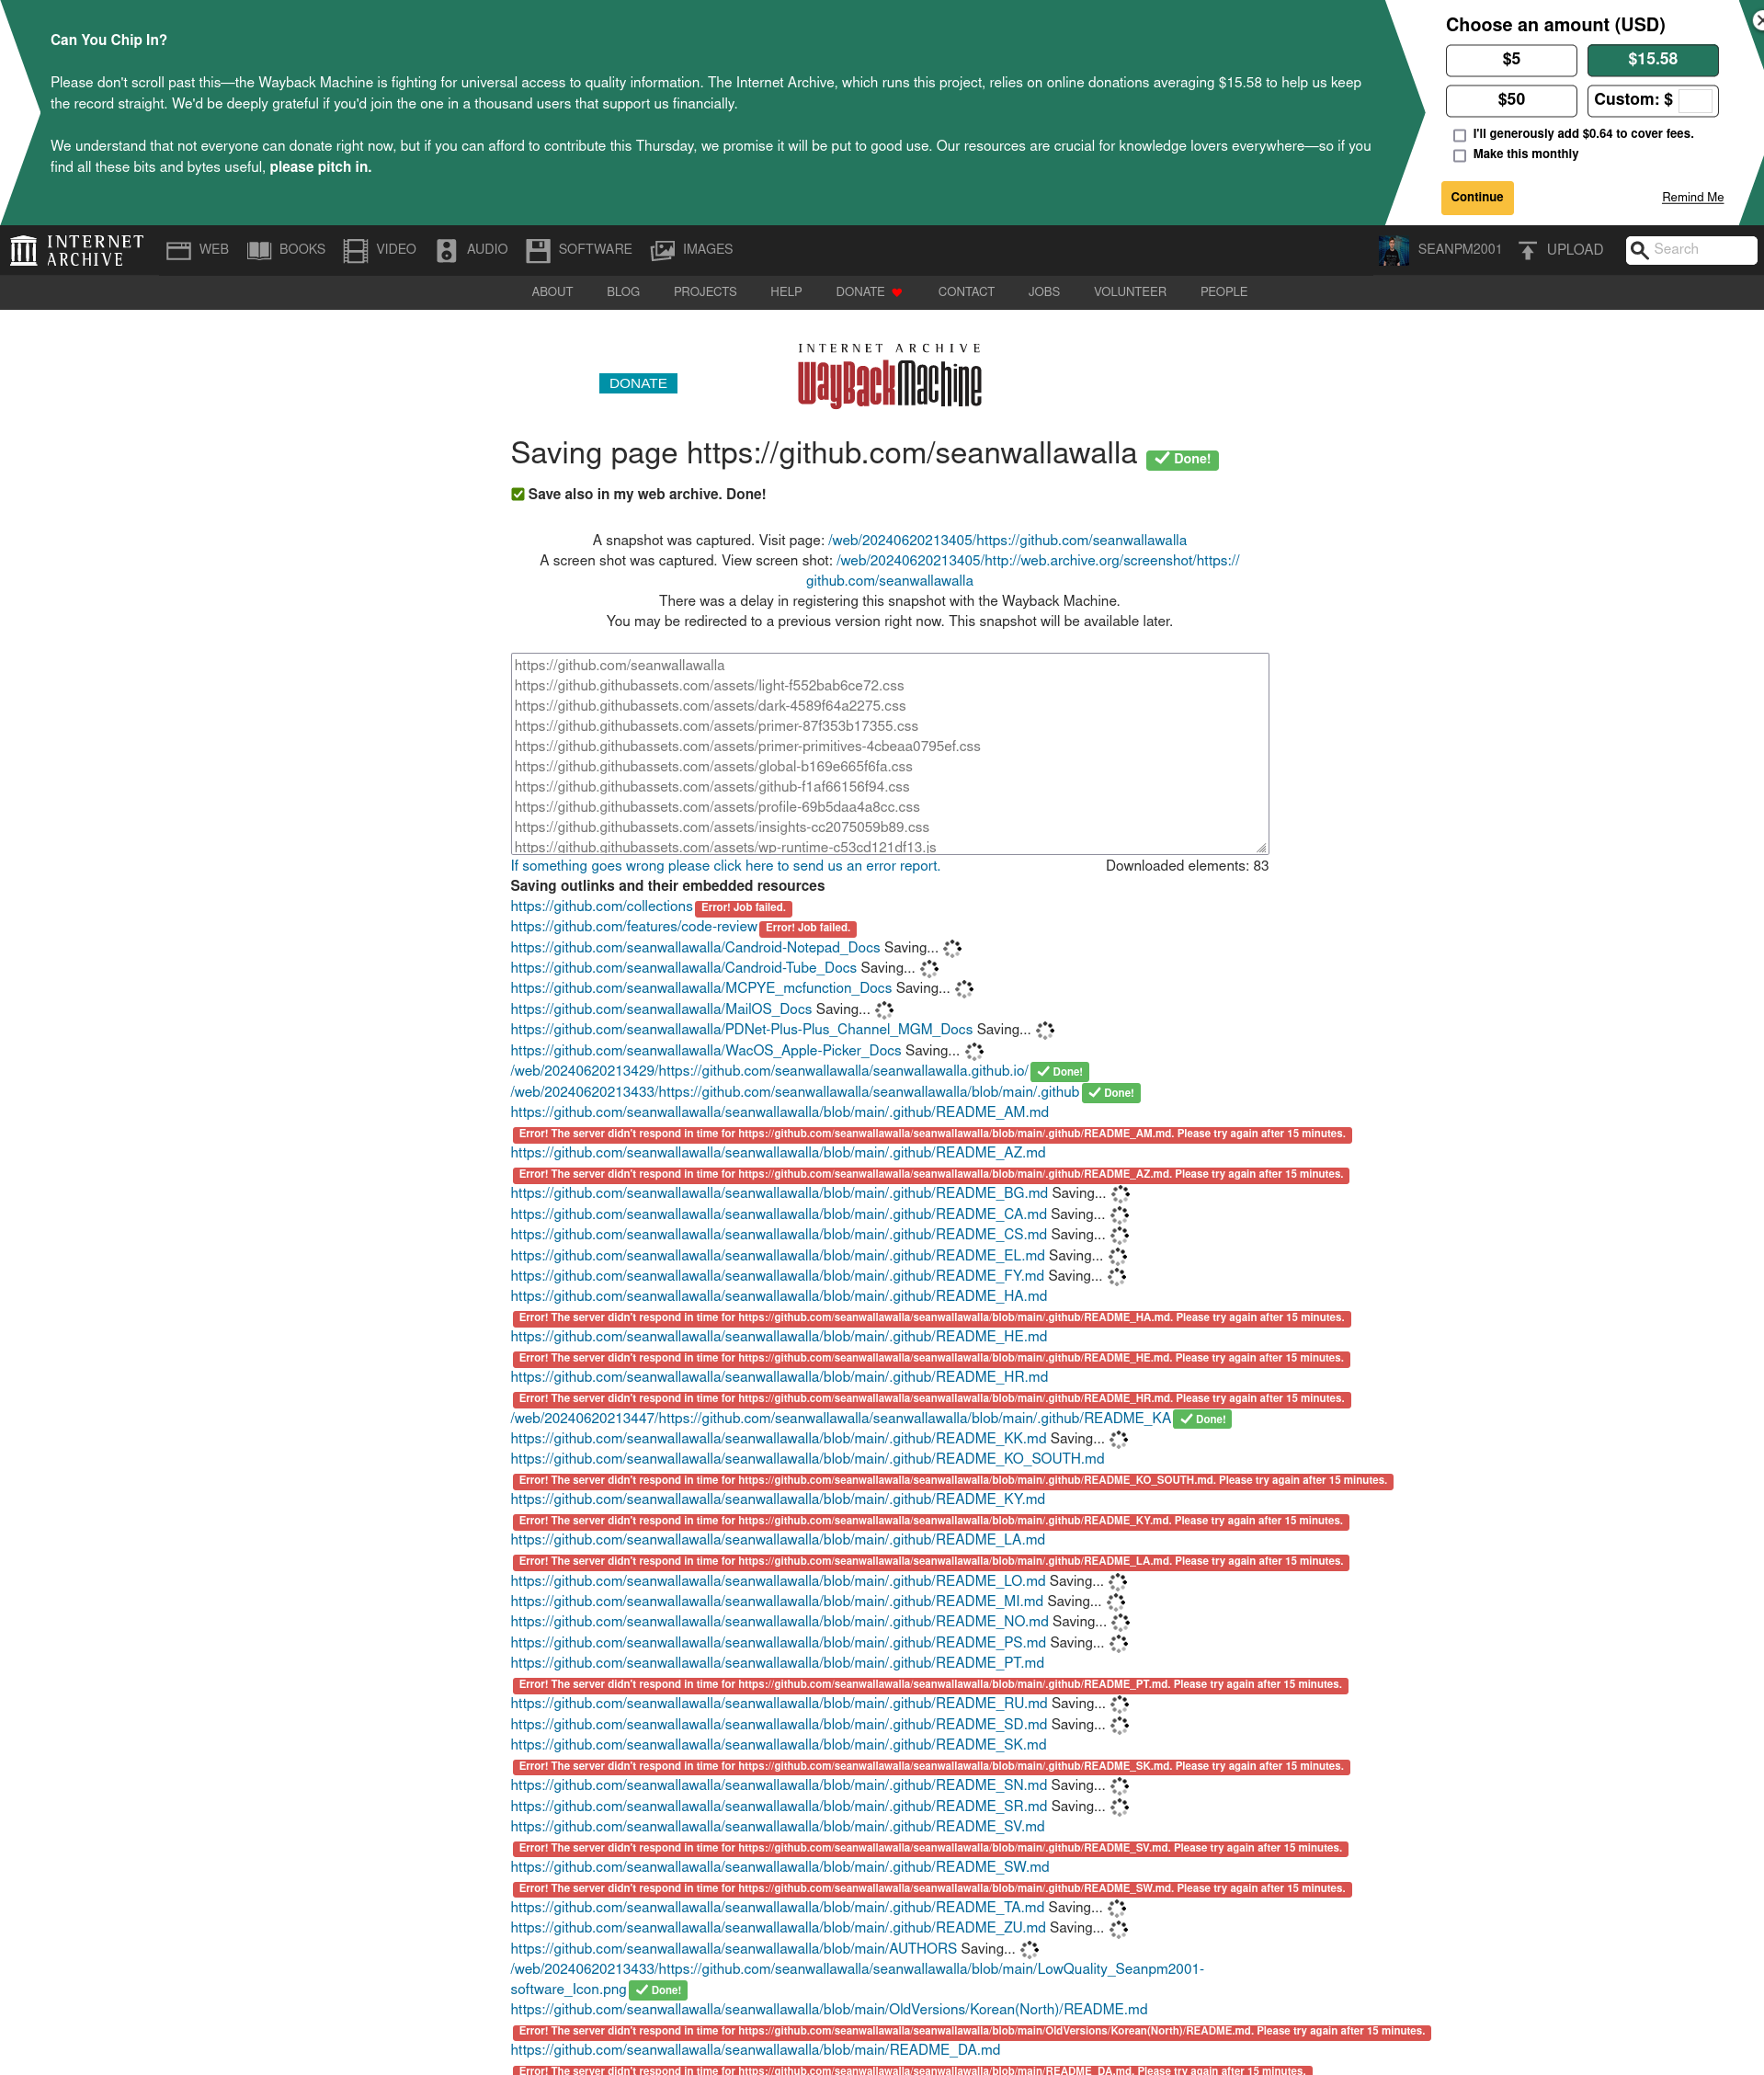 Can You Chip In?
Please don't scroll past this—the Wayback Machine is fighting for universal access to quality information. The Internet Archive, which runs this project, relies on online donations averaging $15.58 to help us keep
the record straight. We'd be deeply grateful if you'd join the one in a thousand users that support us financially.
We understand that not everyone can donate right now, but if you can afford to contribute this Thursday, we promise it will be put to good use. Our resources are crucial for knowledge lovers everywhere—so if you
find all these bits and bytes useful, please pitch in.
Choose an amount (USD)
$5 $15.58
$50 Custom: $
I'll generously add $0.64 to cover fees.
Make this monthly
Continue Remind Me
INTERNET ARCHIVE WEB BOOKS VIDEO AUDIO SOFTWARE IMAGES SEANPM2001 UPLOAD Search
ABOUT BLOG PROJECTS HELP DONATE CONTACT JOBS VOLUNTEER PEOPLE
INTERNET ARCHIVE
DONATE WayBackMachine
Saving page https://github.com/seanwallawalla Done!
Save also in my web archive. Done!
A snapshot was captured. Visit page: /web/20240620213405/https://github.com/seanwallawalla
A screen shot was captured. View screen shot: /web/20240620213405/http://web.archive.org/screenshot/https://
github.com/seanwallawalla
There was a delay in registering this snapshot with the Wayback Machine.
You may be redirected to a previous version right now. This snapshot will be available later.
https://github.com/seanwallawalla
https://github.githubassets.com/assets/light-f552bab6ce72.css
https://github.githubassets.com/assets/dark-4589f64a2275.css
https://github.githubassets.com/assets/primer-87f353b17355.css
https://github.githubassets.com/assets/primer-primitives-4cbeaa0795ef.css
https://github.githubassets.com/assets/global-b169e665f6fa.css
https://github.githubassets.com/assets/github-f1af66156f94.css
https://github.githubassets.com/assets/profile-69b5daa4a8cc.css
https://github.githubassets.com/assets/insights-cc2075059b89.css
https://github.githubassets.com/assets/wp-runtime-c53cd121df13.js
If something goes wrong please click here to send us an error report. Downloaded elements: 83
Saving outlinks and their embedded resources
https://github.com/collections Error! Job failed.
https://github.com/features/code-review Error! Job failed.
https://github.com/seanwallawalla/Candroid-Notepad_Docs Saving...
https://github.com/seanwallawalla/Candroid-Tube_Docs Saving...
https://github.com/seanwallawalla/MCPYE_mcfunction_Docs Saving...
https://github.com/seanwallawalla/MailOS_Docs Saving...
https://github.com/seanwallawalla/PDNet-Plus-Plus_Channel_MGM_Docs Saving...
https://github.com/seanwallawalla/WacOS_Apple-Picker_Docs Saving...
/web/20240620213429/https://github.com/seanwallawalla/seanwallawalla.github.io/ Done!
/web/20240620213433/https://github.com/seanwallawalla/seanwallawalla/blob/main/.github Done!
https://github.com/seanwallawalla/seanwallawalla/blob/main/.github/README_AM.md
Error! The server didn't respond in time for https://github.com/seanwallawalla/seanwallawalla/blob/main/.github/README_AM.md. Please try again after 15 minutes.
https://github.com/seanwallawalla/seanwallawalla/blob/main/.github/README_AZ.md
Error! The server didn't respond in time for https://github.com/seanwallawalla/seanwallawalla/blob/main/.github/README_AZ.md. Please try again after 15 minutes.
https://github.com/seanwallawalla/seanwallawalla/blob/main/.github/README_BG.md Saving...
https://github.com/seanwallawalla/seanwallawalla/blob/main/.github/README_CA.md Saving...
https://github.com/seanwallawalla/seanwallawalla/blob/main/.github/README_CS.md Saving...
https://github.com/seanwallawalla/seanwallawalla/blob/main/.github/README_EL.md Saving...
https://github.com/seanwallawalla/seanwallawalla/blob/main/.github/README_FY.md Saving...
https://github.com/seanwallawalla/seanwallawalla/blob/main/.github/README_HA.md
Error! The server didn't respond in time for https://github.com/seanwallawalla/seanwallawalla/blob/main/.github/README_HA.md. Please try again after 15 minutes.
https://github.com/seanwallawalla/seanwallawalla/blob/main/.github/README_HE.md
Error! The server didn't respond in time for https://github.com/seanwallawalla/seanwallawalla/blob/main/.github/README_HE.md. Please try again after 15 minutes.
https://github.com/seanwallawalla/seanwallawalla/blob/main/.github/README_HR.md
Error! The server didn't respond in time for https://github.com/seanwallawalla/seanwallawalla/blob/main/.github/README_HR.md. Please try again after 15 minutes.
/web/20240620213447/https://github.com/seanwallawalla/seanwallawalla/blob/main/.github/README_KA Done!
https://github.com/seanwallawalla/seanwallawalla/blob/main/.github/README_KK.md Saving...
https://github.com/seanwallawalla/seanwallawalla/blob/main/.github/README_KO_SOUTH.md
Error! The server didn't respond in time for https://github.com/seanwallawalla/seanwallawalla/blob/main/.github/README_KO_SOUTH.md. Please try again after 15 minutes.
https://github.com/seanwallawalla/seanwallawalla/blob/main/.github/README_KY.md
Error! The server didn't respond in time for https://github.com/seanwallawalla/seanwallawalla/blob/main/.github/README_KY.md. Please try again after 15 minutes.
https://github.com/seanwallawalla/seanwallawalla/blob/main/.github/README_LA.md
Error! The server didn't respond in time for https://github.com/seanwallawalla/seanwallawalla/blob/main/.github/README_LA.md. Please try again after 15 minutes.
https://github.com/seanwallawalla/seanwallawalla/blob/main/.github/README_LO.md Saving...
https://github.com/seanwallawalla/seanwallawalla/blob/main/.github/README_MI.md Saving...
https://github.com/seanwallawalla/seanwallawalla/blob/main/.github/README_NO.md Saving...
https://github.com/seanwallawalla/seanwallawalla/blob/main/.github/README_PS.md Saving...
https://github.com/seanwallawalla/seanwallawalla/blob/main/.github/README_PT.md
Error! The server didn't respond in time for https://github.com/seanwallawalla/seanwallawalla/blob/main/.github/README_PT.md. Please try again after 15 minutes.
https://github.com/seanwallawalla/seanwallawalla/blob/main/.github/README_RU.md Saving...
https://github.com/seanwallawalla/seanwallawalla/blob/main/.github/README_SD.md Saving...
https://github.com/seanwallawalla/seanwallawalla/blob/main/.github/README_SK.md
Error! The server didn't respond in time for https://github.com/seanwallawalla/seanwallawalla/blob/main/.github/README_SK.md. Please try again after 15 minutes.
https://github.com/seanwallawalla/seanwallawalla/blob/main/.github/README_SN.md Saving...
https://github.com/seanwallawalla/seanwallawalla/blob/main/.github/README_SR.md Saving...
https://github.com/seanwallawalla/seanwallawalla/blob/main/.github/README_SV.md
Error! The server didn't respond in time for https://github.com/seanwallawalla/seanwallawalla/blob/main/.github/README_SV.md. Please try again after 15 minutes.
https://github.com/seanwallawalla/seanwallawalla/blob/main/.github/README_SW.md
Error! The server didn't respond in time for https://github.com/seanwallawalla/seanwallawalla/blob/main/.github/README_SW.md. Please try again after 15 minutes.
https://github.com/seanwallawalla/seanwallawalla/blob/main/.github/README_TA.md Saving...
https://github.com/seanwallawalla/seanwallawalla/blob/main/.github/README_ZU.md Saving...
https://github.com/seanwallawalla/seanwallawalla/blob/main/AUTHORS Saving...
/web/20240620213433/https://github.com/seanwallawalla/seanwallawalla/blob/main/LowQuality_Seanpm2001-
software_Icon.png Done!
https://github.com/seanwallawalla/seanwallawalla/blob/main/OldVersions/Korean(North)/README.md
Error! The server didn't respond in time for https://github.com/seanwallawalla/seanwallawalla/blob/main/OldVersions/Korean(North)/README.md. Please try again after 15 minutes.
https://github.com/seanwallawalla/seanwallawalla/blob/main/README_DA.md
Error! The server didn't respond in time for https://github.com/seanwallawalla/seanwallawalla/blob/main/README_DA.md. Please try again after 15 minutes.